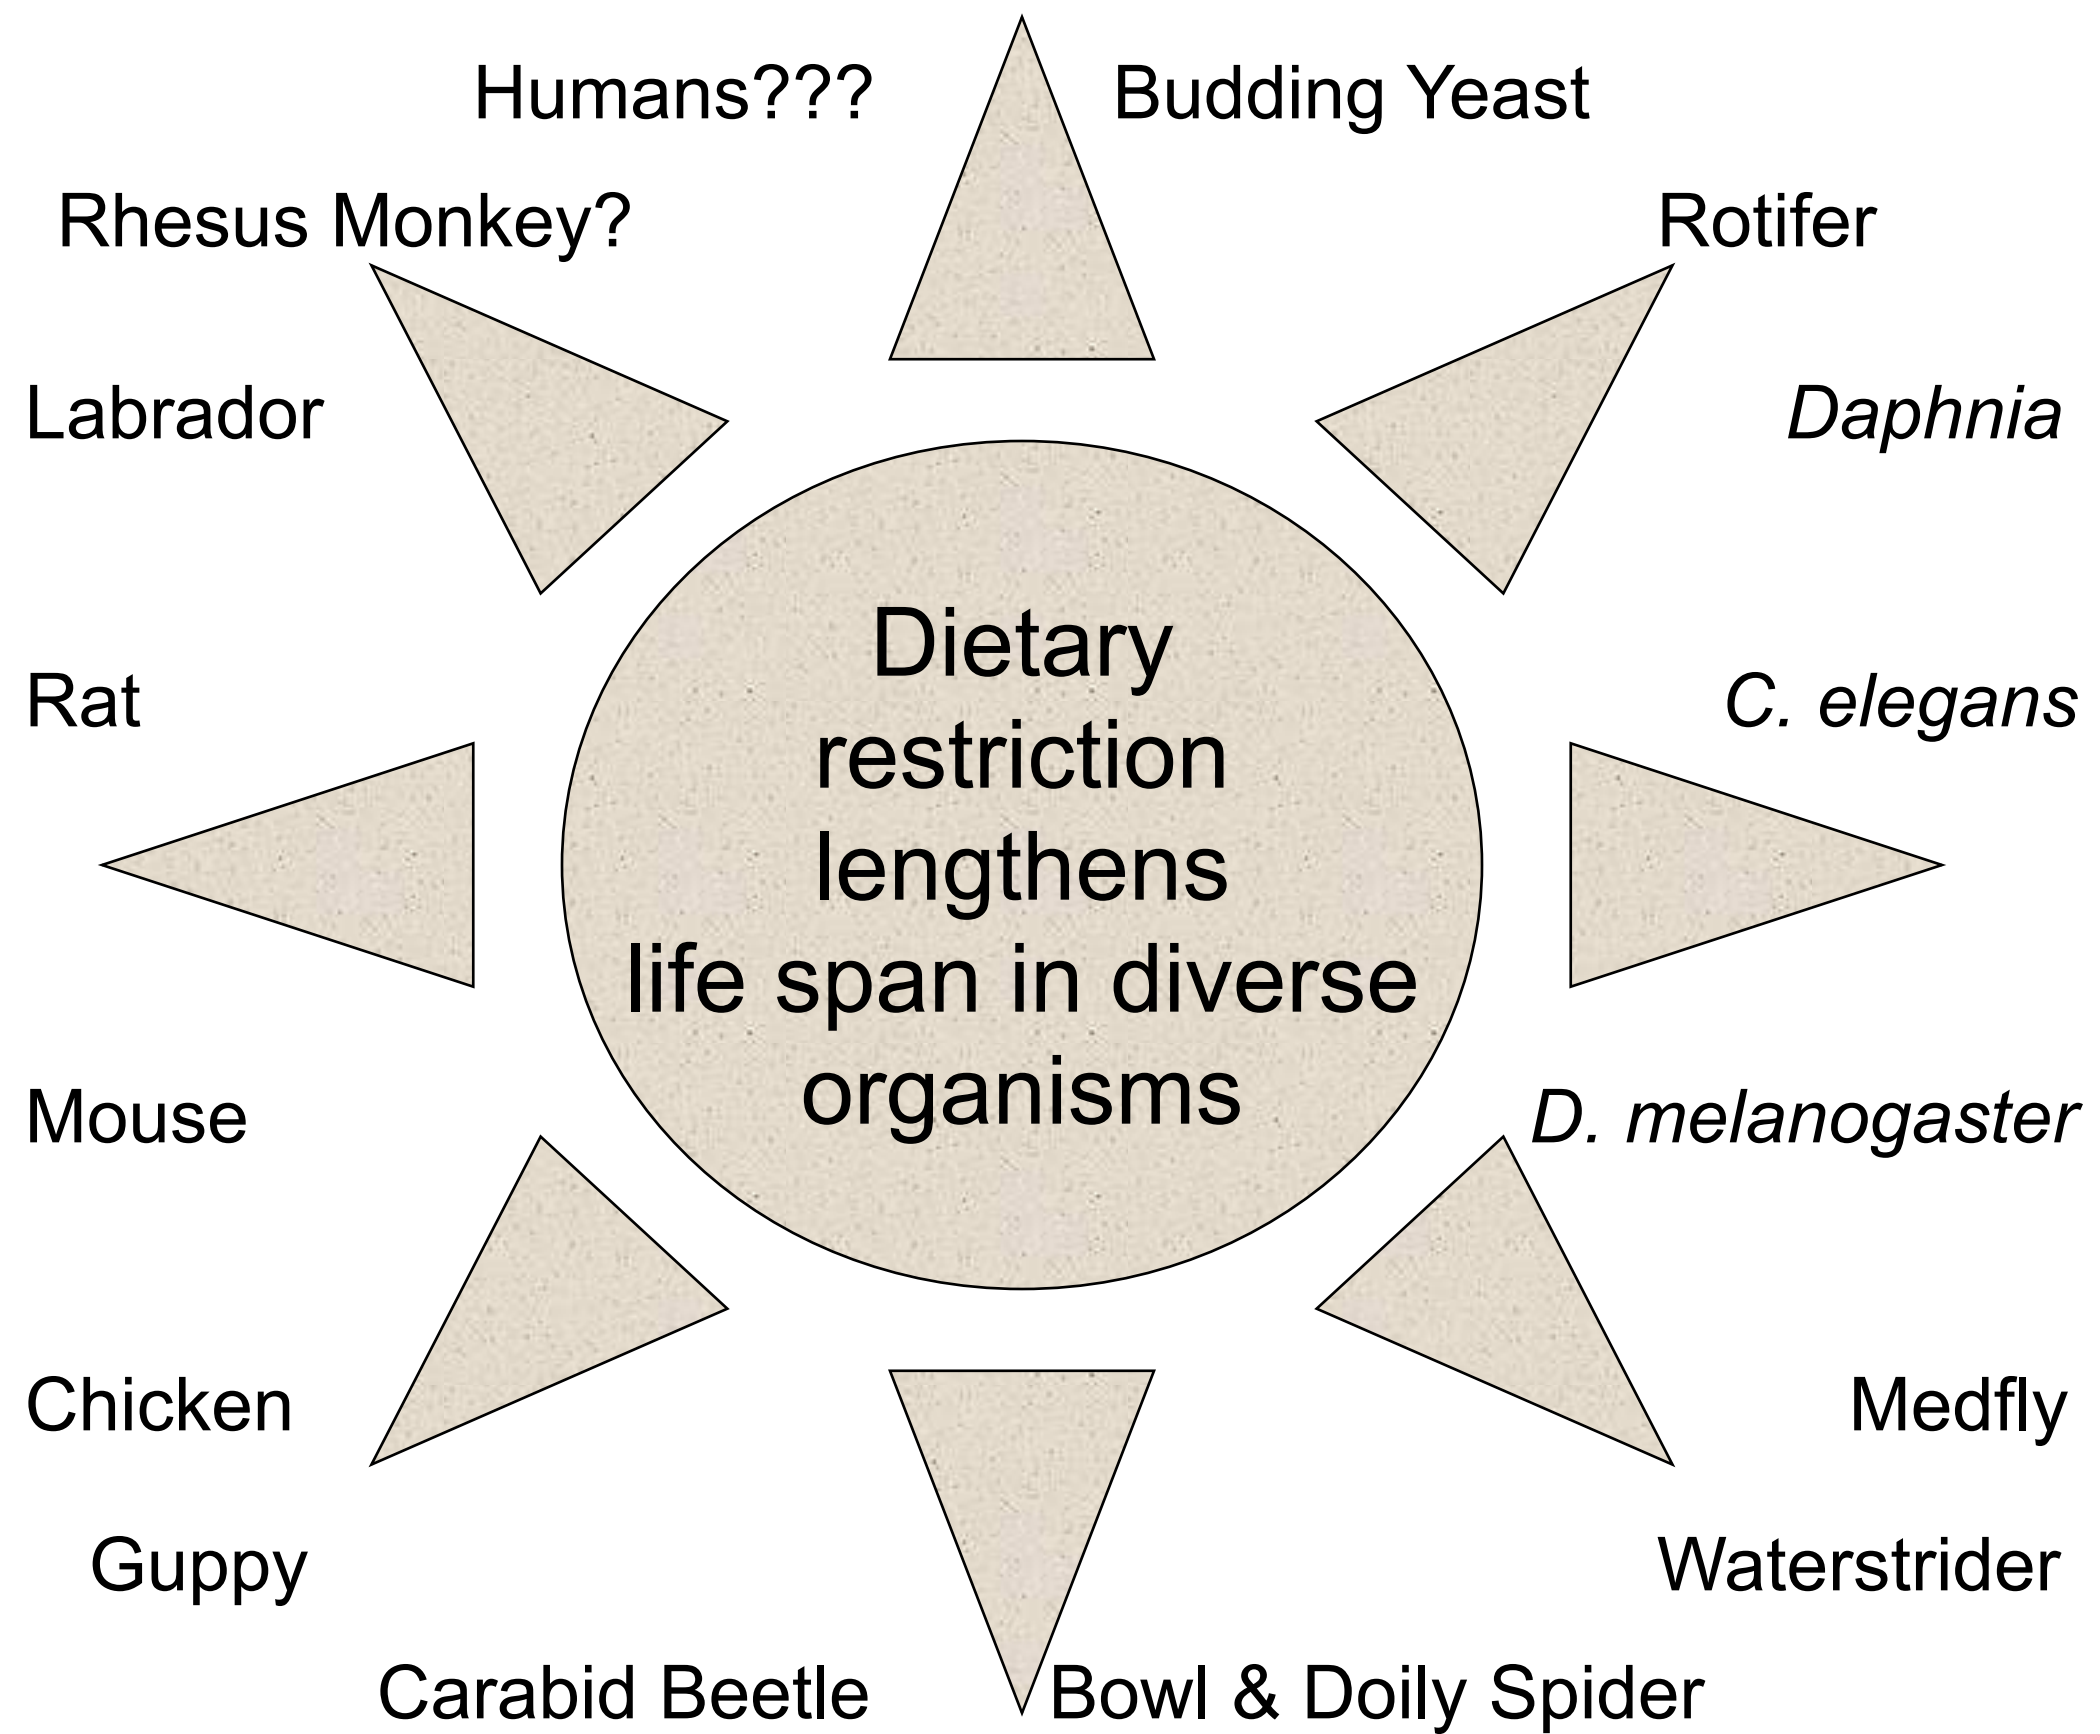 Humans???
Budding Yeast
Rhesus Monkey?
Rotifer
Labrador
Daphnia
Dietary
restriction
lengthens
life span in diverse
organisms
Rat
C. elegans
Mouse
D. melanogaster
Chicken
Medfly
Guppy
Waterstrider
Carabid Beetle
Bowl & Doily Spider